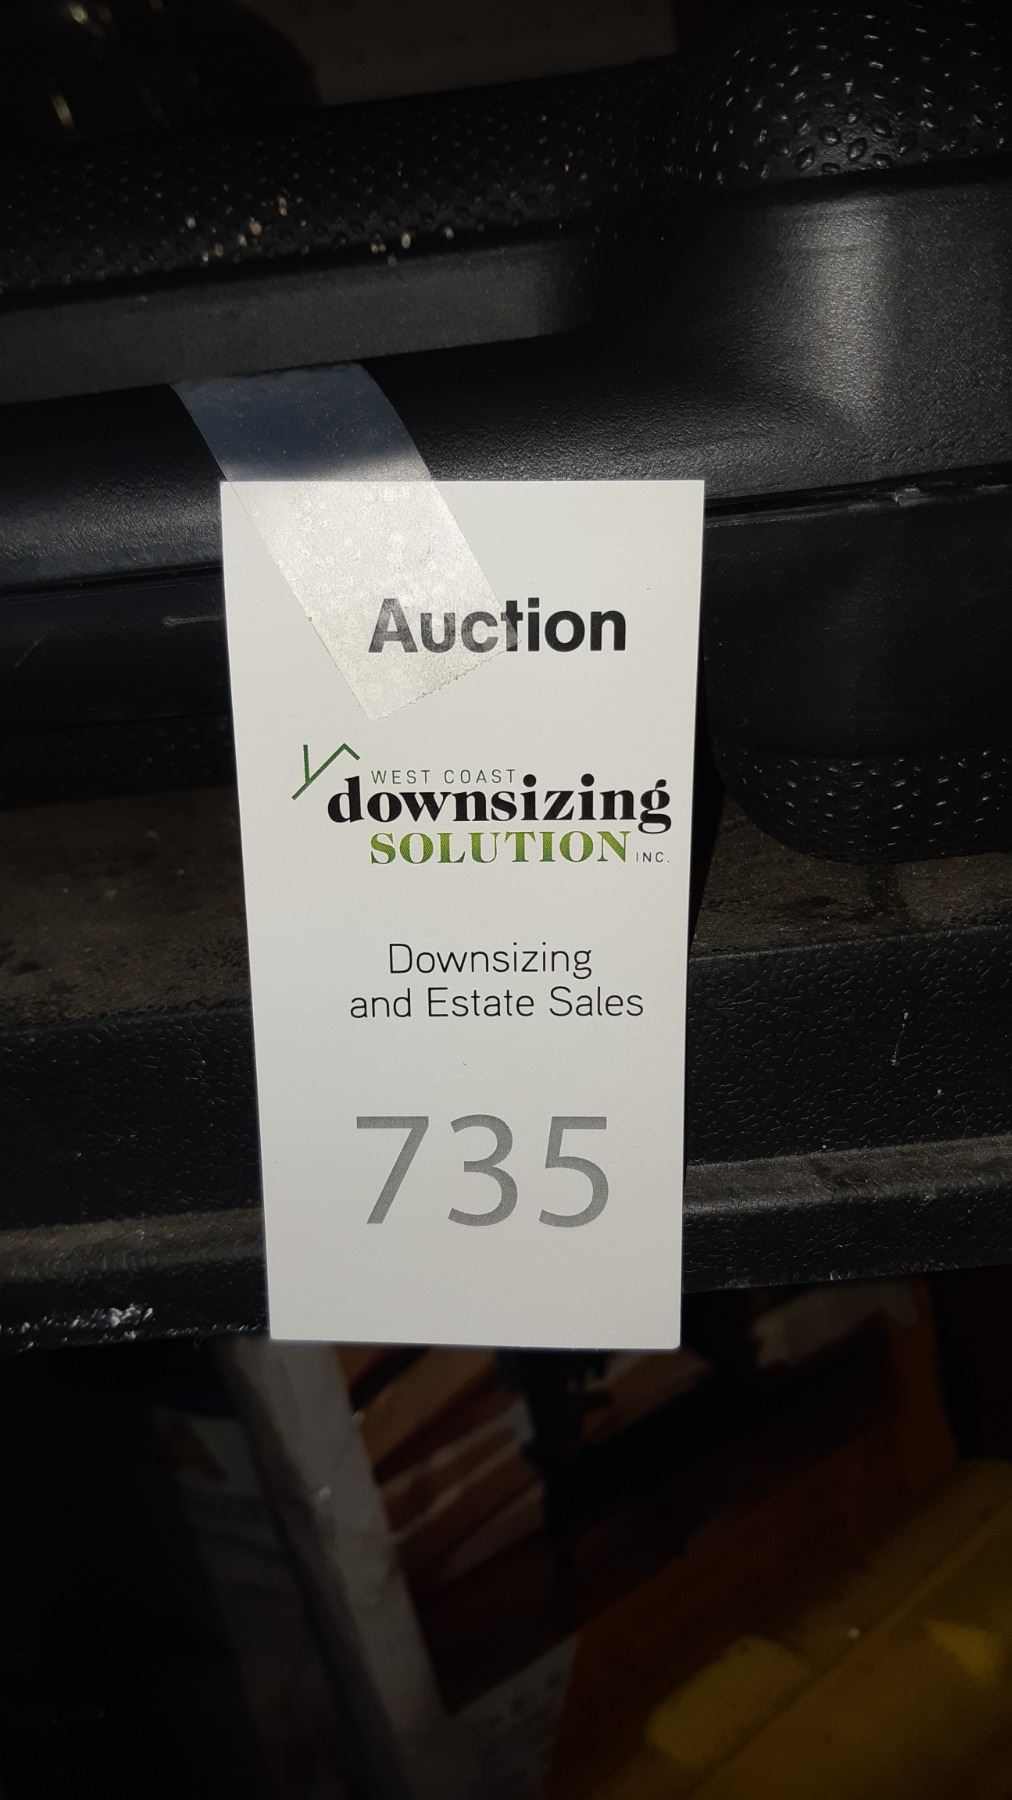 Auction
WEST COAST
downsizing
SOLUTION INC.
Downsizing
and Estate Sales
735